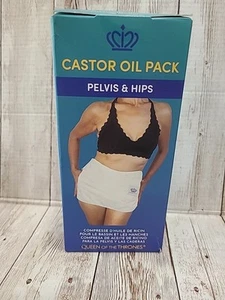 CASTOR OIL PACK
PELVIS & HIPS
COMPRESSE D'HUILE DE RICIN
POUR LE BASSIN ET LES HANCHES
COMPRESA DE ACEITE DE RICINO
PARA LA PELVIS Y LAS CADERAS
QUEEN OF THE THRONES®